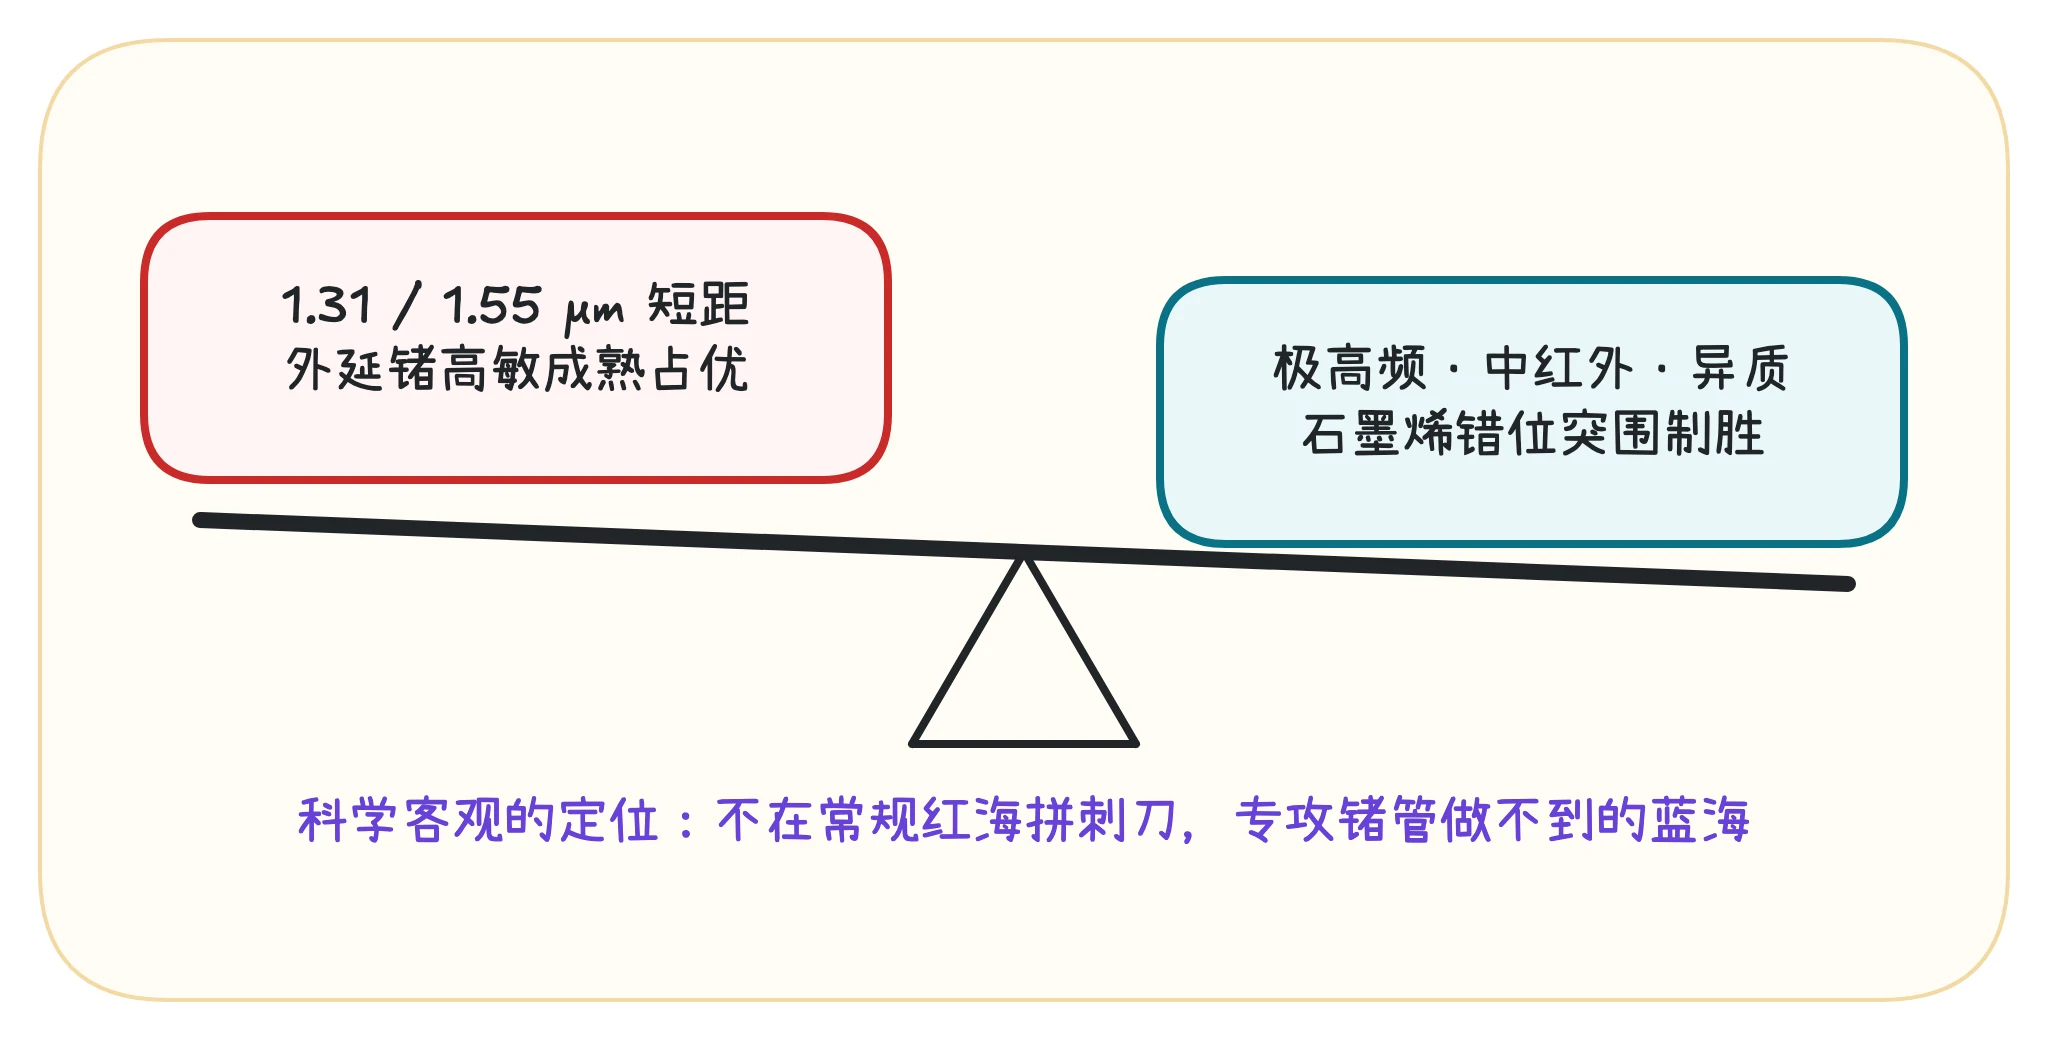 1.31 / 1.55 μm 短距
外延锗高敏成熟占优
极高频 · 中红外 · 异质
石墨烯错位突围制胜
科学客观的定位：不在常规红海拼刺刀，专攻锗管做不到的蓝海